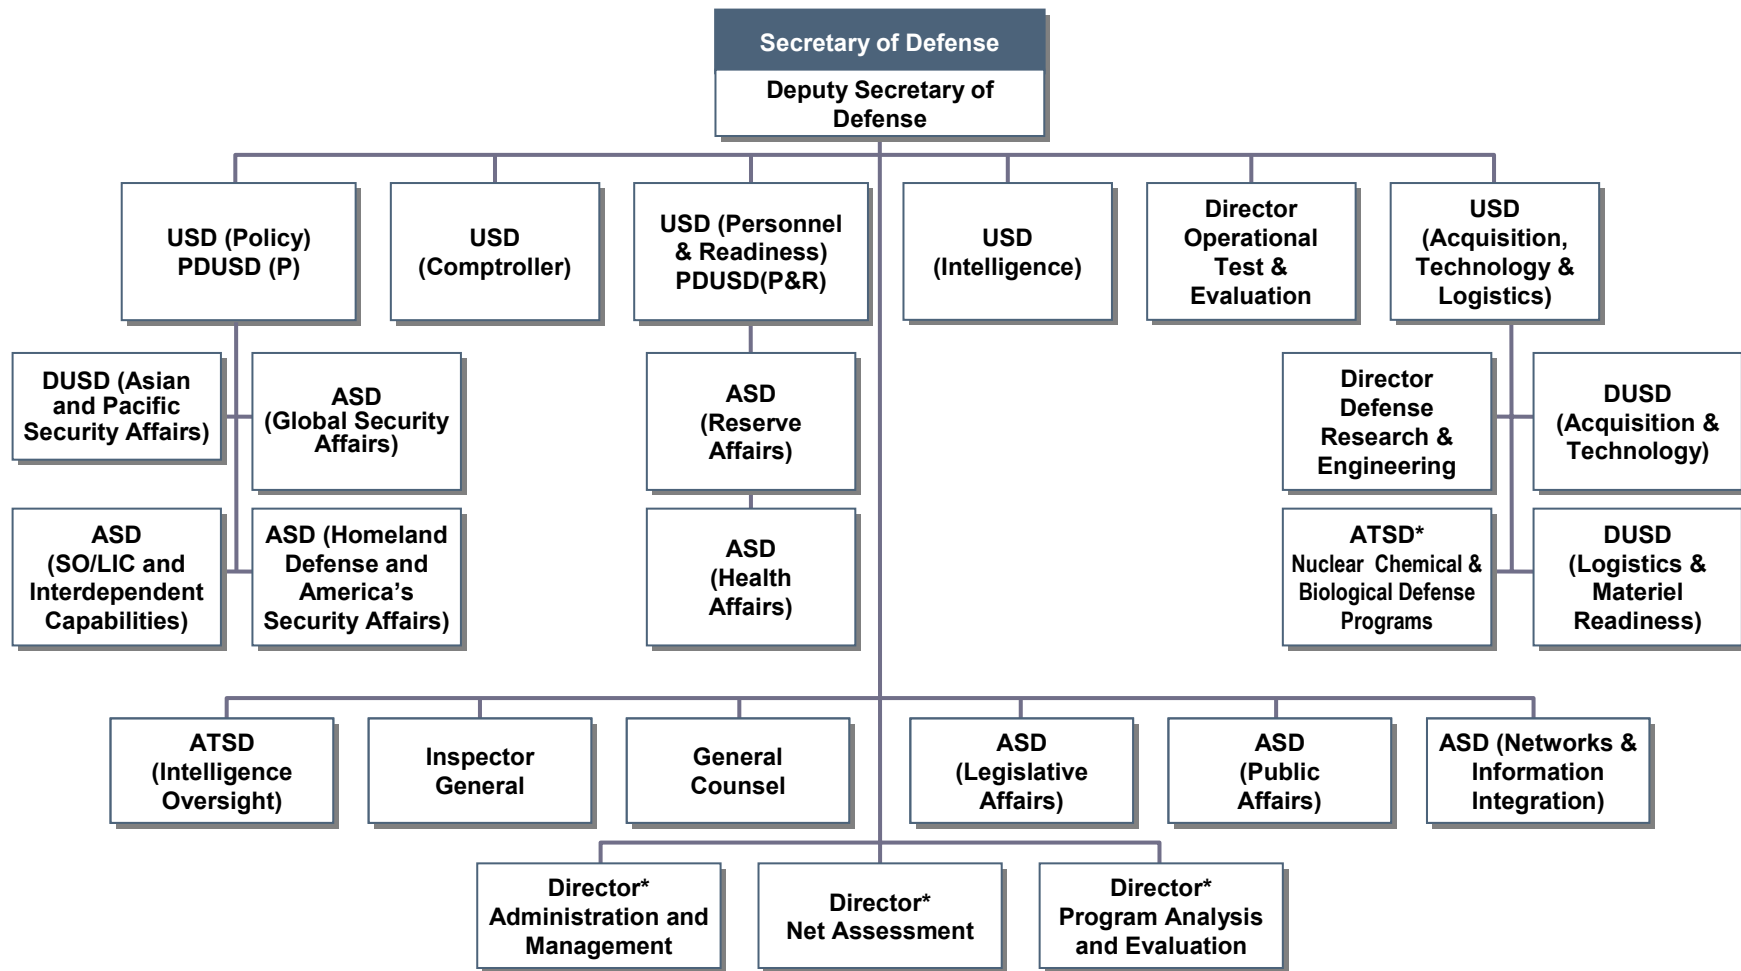 Secretary of Defense
Deputy Secretary of
Defense
USD (Policy)
PDUSD (P)
USD
(Comptroller)
USD (Personnel
& Readiness)
PDUSD(P&R)
USD
(Intelligence)
Director
Operational
Test &
Evaluation
USD
(Acquisition,
Technology &
Logistics)
DUSD (Asian
and Pacific
Security Affairs)
ASD
(Global Security
Affairs)
ASD
(Reserve
Affairs)
Director
Defense
Research &
Engineering
DUSD
(Acquisition &
Technology)
ASD
(SO/LIC and
Interdependent
Capabilities)
ASD (Homeland
Defense and
America’s
Security Affairs)
ASD
(Health
Affairs)
ATSD*
Nuclear Chemical &
Biological Defense
Programs
DUSD
(Logistics &
Materiel
Readiness)
ATSD
(Intelligence
Oversight)
Inspector
General
General
Counsel
ASD
(Legislative
Affairs)
ASD
(Public
Affairs)
ASD (Networks &
Information
Integration)
Director*
Administration and
Management
Director*
Net Assessment
Director*
Program Analysis
and Evaluation